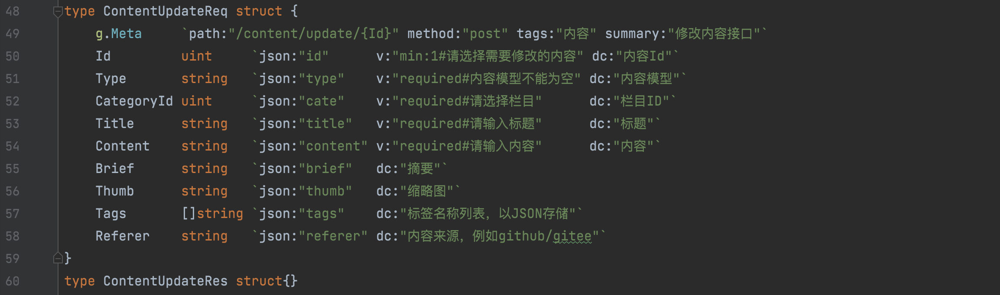 48 type ContentUpdateReq struct {
49 g.Meta `path:"/content/update/{Id}" method:"post" tags:"内容" summary:"修改内容接口"`
50 Id uint `json:"id" v:"min:1#请选择需要修改的内容" dc:"内容Id"`
51 Type string `json:"type" v:"required#内容模型不能为空" dc:"内容模型"`
52 CategoryId uint `json:"cate" v:"required#请选择栏目" dc:"栏目ID"`
53 Title string `json:"title" v:"required#请输入标题" dc:"标题"`
54 Content string `json:"content" v:"required#请输入内容" dc:"内容"`
55 Brief string `json:"brief" dc:"摘要"`
56 Thumb string `json:"thumb" dc:"缩略图"`
57 Tags []string `json:"tags" dc:"标签名称列表，以JSON存储"`
58 Referer string `json:"referer" dc:"内容来源，例如github/gitee"`
59 }
60 type ContentUpdateRes struct{}